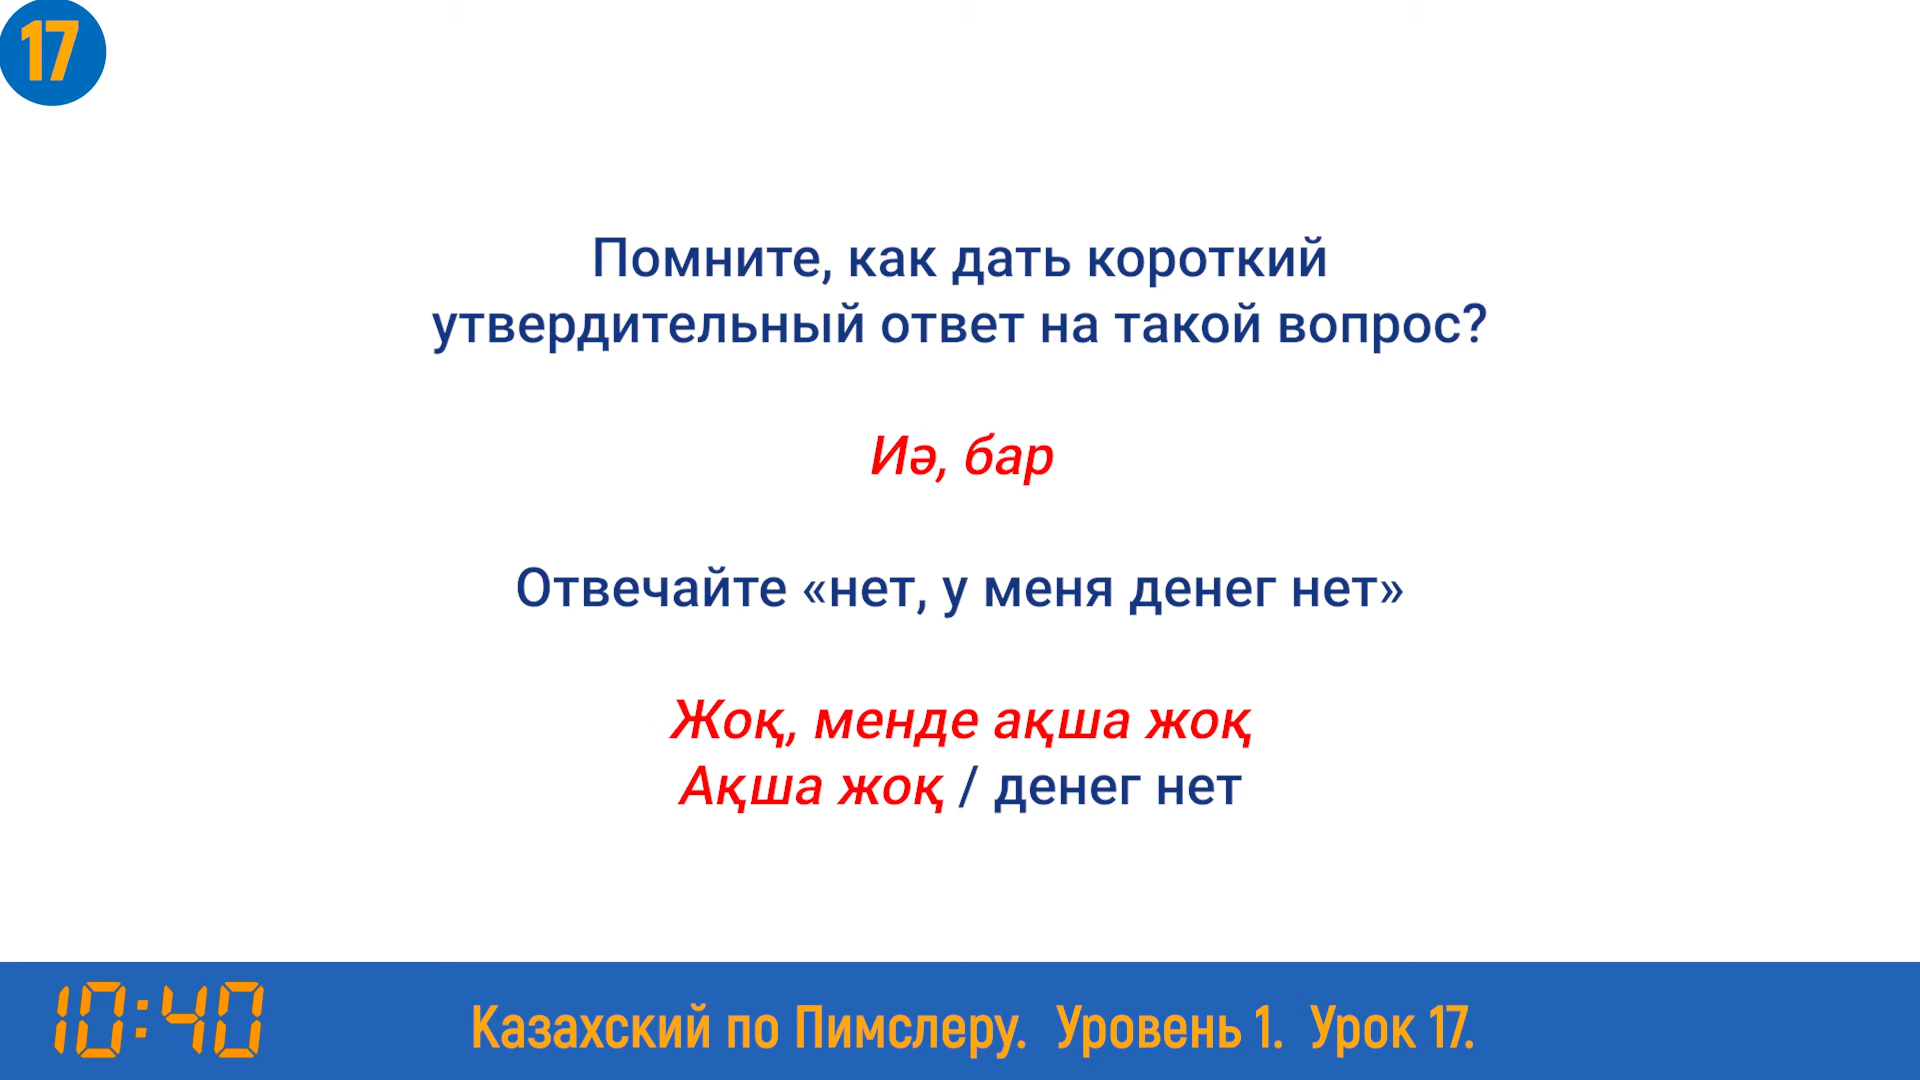 17
Помните, как дать короткий
утвердительный ответ на такой вопрос?
Иә, бар
Отвечайте «нет, у меня денег нет»
Жоқ, менде ақша жоқ
Ақша жоқ / денег нет
10:40
Казахский по Пимслеру. Уровень 1. Урок 17.